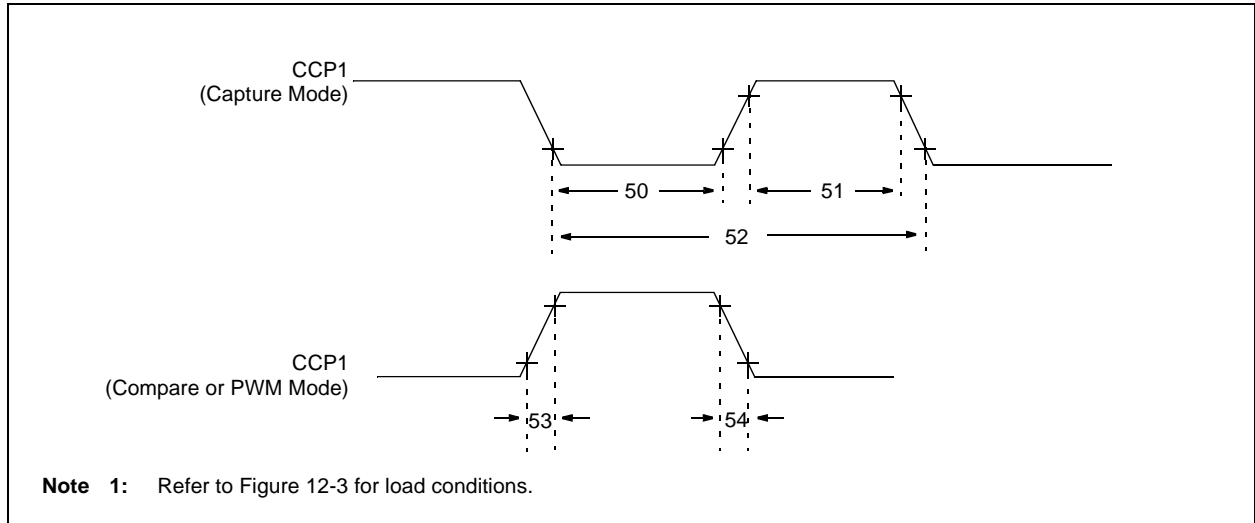 CCP1
(Capture Mode)
50
51
52
CCP1
(Compare or PWM Mode)
53
54
Note 1: Refer to Figure 12-3 for load conditions.